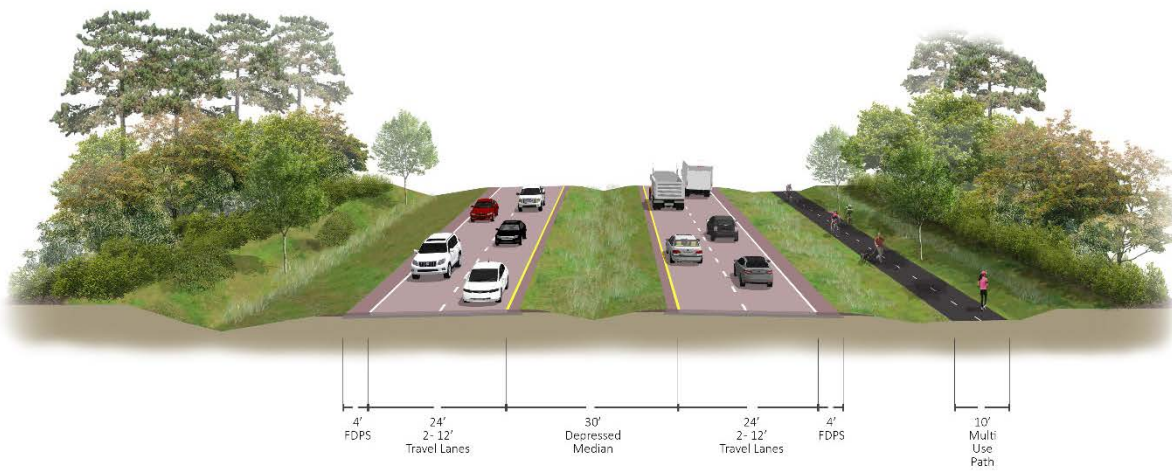 4'
FDPS
24'
2- 12'
Travel Lanes
30'
Depressed
Median
24'
2- 12'
Travel Lanes
4'
FDPS
10'
Multi
Use
Path